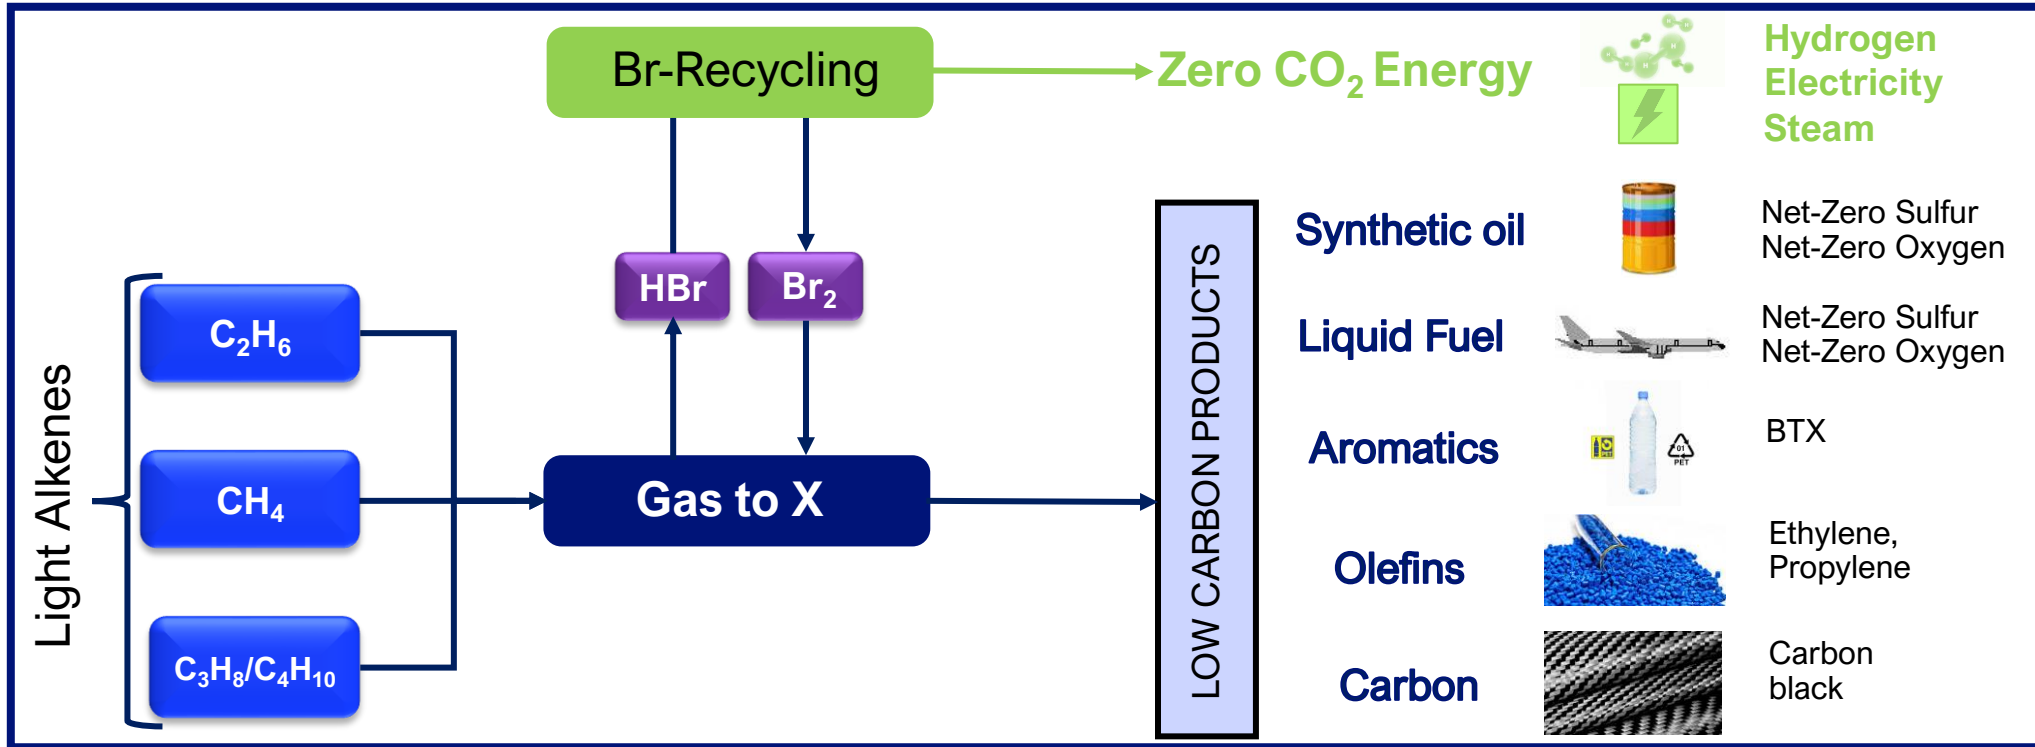 Br-Recycling
Zero CO₂ Energy
Hydrogen
Electricity
Steam
Light Alkenes
C₂H₆
CH₄
C₃H₈/C₄H₁₀
HBr
Br₂
Gas to X
LOW CARBON PRODUCTS
Synthetic oil
Net-Zero Sulfur
Net-Zero Oxygen
Liquid Fuel
Net-Zero Sulfur
Net-Zero Oxygen
Aromatics
01
PET
BTX
Olefins
Ethylene,
Propylene
Carbon
Carbon
black